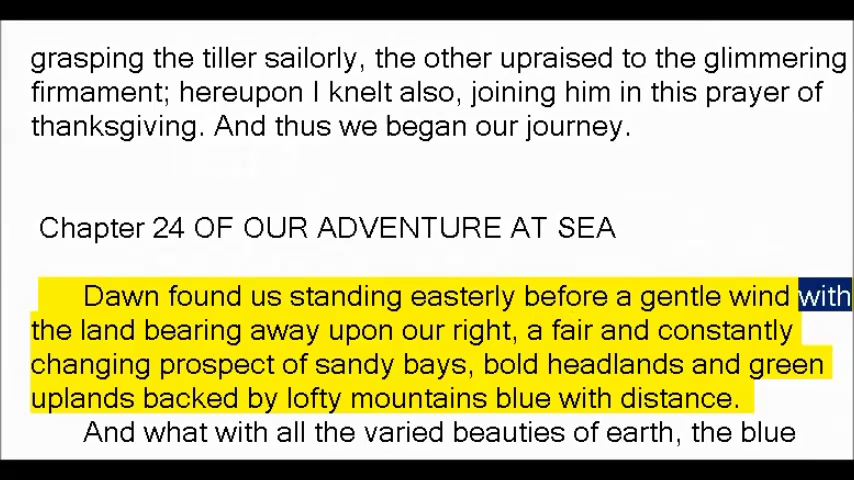 grasping the tiller sailorly, the other upraised to the glimmering
firmament; hereupon I knelt also, joining him in this prayer of
thanksgiving. And thus we began our journey.
Chapter 24 OF OUR ADVENTURE AT SEA
Dawn found us standing easterly before a gentle wind with
the land bearing away upon our right, a fair and constantly
changing prospect of sandy bays, bold headlands and green
uplands backed by lofty mountains blue with distance.
And what with all the varied beauties of earth, the blue